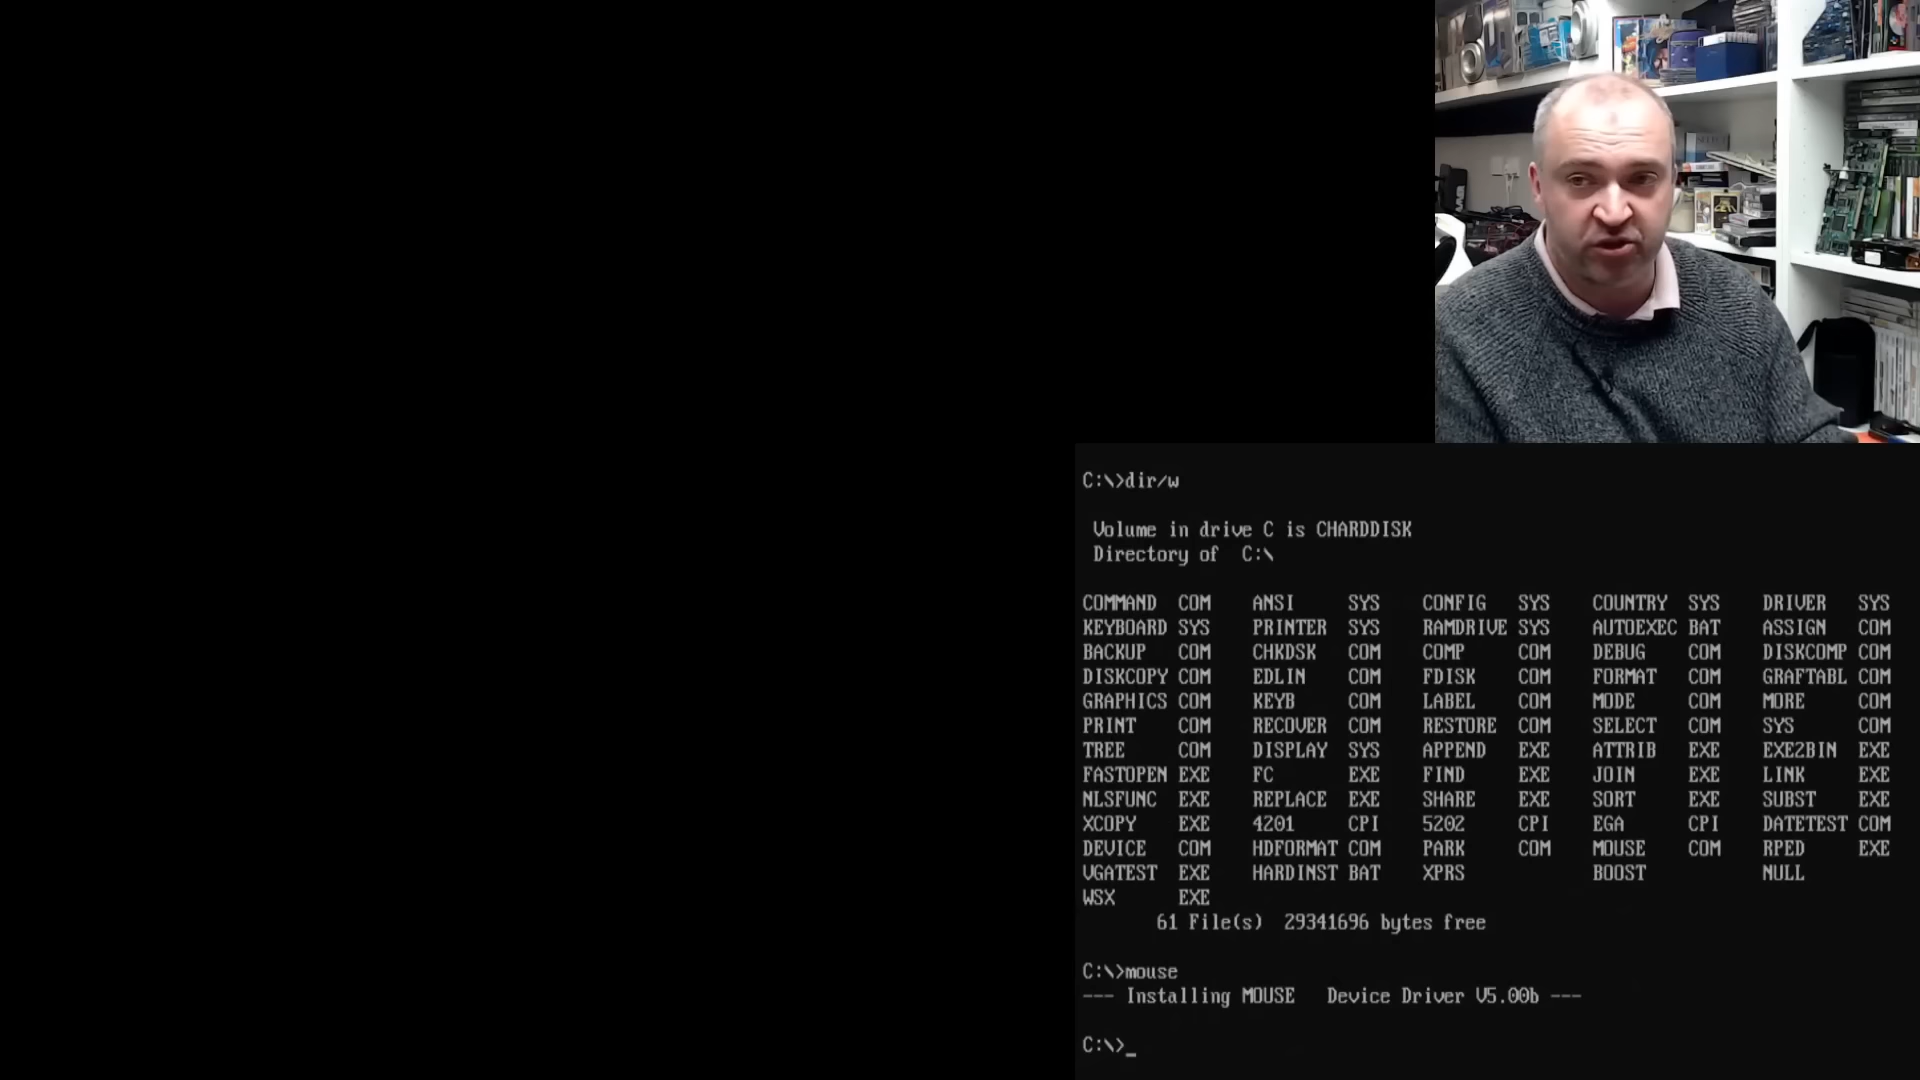 C:\>dir/w
Volume in drive C is CHARDDISK
Directory of  C:\
COMMAND  COM    ANSI     SYS    CONFIG   SYS    COUNTRY  SYS    DRIVER   SYS
KEYBOARD SYS    PRINTER  SYS    RAMDRIVE SYS    AUTOEXEC BAT    ASSIGN   COM
BACKUP   COM    CHKDSK   COM    COMP     COM    DEBUG    COM    DISKCOMP COM
DISKCOPY COM    EDLIN    COM    FDISK    COM    FORMAT   COM    GRAFTABL COM
GRAPHICS COM    KEYB     COM    LABEL    COM    MODE     COM    MORE     COM
PRINT    COM    RECOVER  COM    RESTORE  COM    SELECT   COM    SYS      COM
TREE     COM    DISPLAY  SYS    APPEND   EXE    ATTRIB   EXE    EXE2BIN  EXE
FASTOPEN EXE    FC       EXE    FIND     EXE    JOIN     EXE    LINK     EXE
NLSFUNC  EXE    REPLACE  EXE    SHARE    EXE    SORT     EXE    SUBST    EXE
XCOPY    EXE    4201     CPI    5202     CPI    EGA      CPI    DATETEST COM
DEVICE   COM    HDFORMAT COM    PARK     COM    MOUSE    COM    RPED     EXE
VGATEST  EXE    HARDINST BAT    XPRS            BOOST           NULL
WSX      EXE
61 File(s)  29341696 bytes free
C:\>mouse
--- Installing MOUSE   Device Driver V5.00b ---
C:\>_